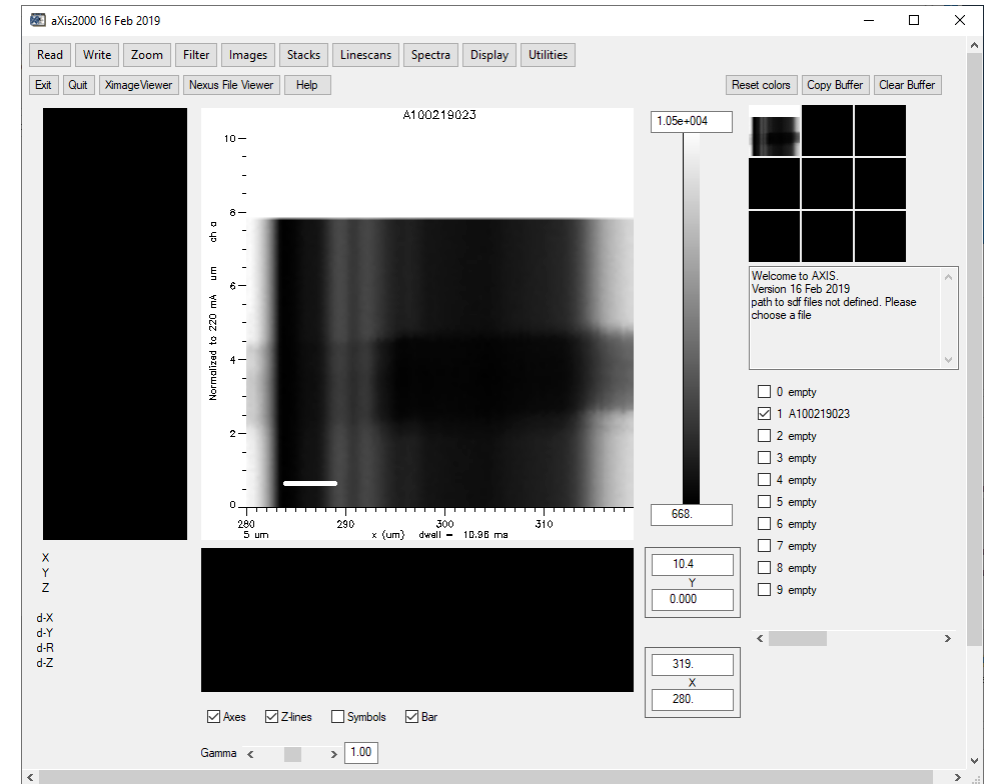 aXis2000 16 Feb 2019
Read Write Zoom Filter Images Stacks Linescans Spectra Display Utilities
Exit Quit XimageViewer Nexus File Viewer Help Reset colors Copy Buffer Clear Buffer
A100219023
10
8
6
4
2
0
Normalized to 220 mA um ch a
280 290 300 310
5 um x (um) dwell = 10.96 ms
1.05e+004
668.
Welcome to AXIS.
Version 16 Feb 2019
path to sdf files not defined. Please
choose a file
0 empty
1 A100219023
2 empty
3 empty
4 empty
5 empty
6 empty
7 empty
8 empty
9 empty
10.4
Y
0.000
319.
X
280.
X
Y
Z
d-X
d-Y
d-R
d-Z
Axes Z-lines Symbols Bar
Gamma 1.00